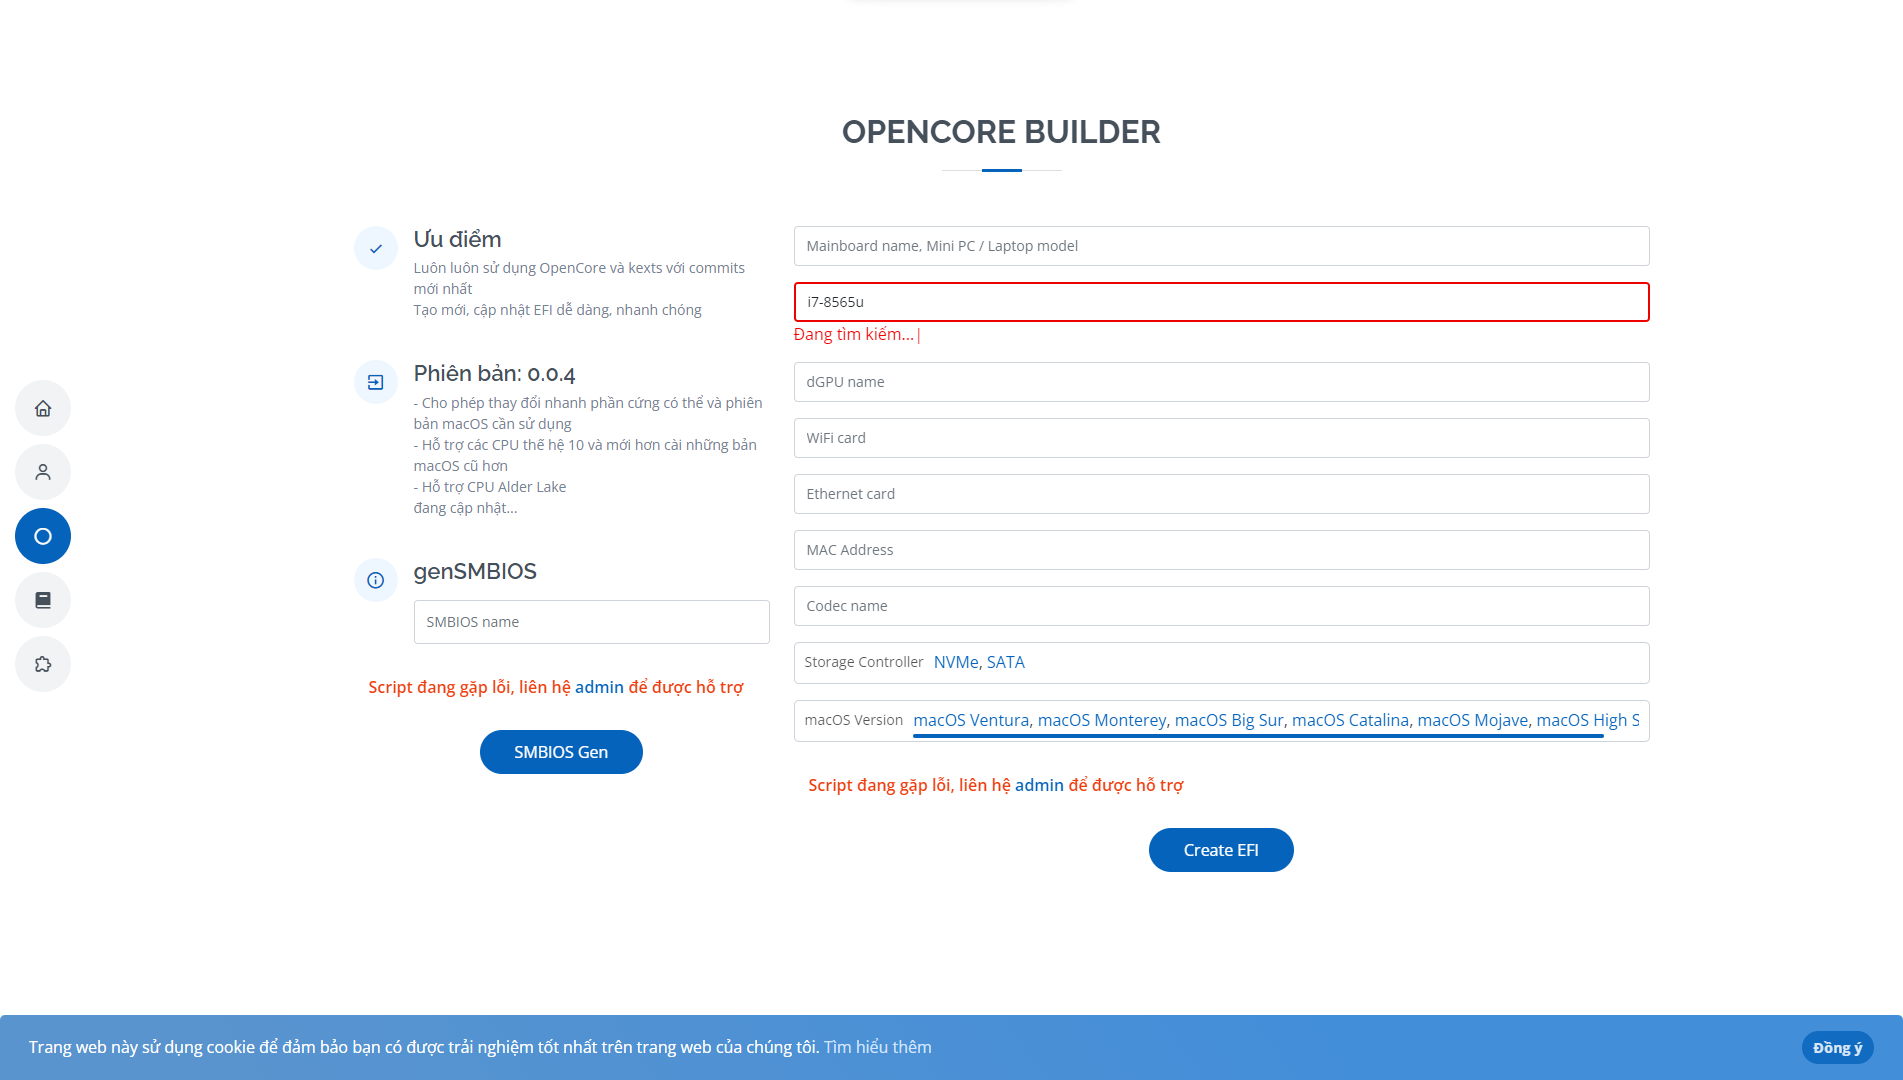 OPENCORE BUILDER
Ưu điểm
Luôn luôn sử dụng OpenCore và kexts với commits
mới nhất
Tạo mới, cập nhật EFI dễ dàng, nhanh chóng
Phiên bản: 0.0.4
- Cho phép thay đổi nhanh phần cứng có thể và phiên
bản macOS cần sử dụng
- Hỗ trợ các CPU thế hệ 10 và mới hơn cài những bản
macOS cũ hơn
- Hỗ trợ CPU Alder Lake
đang cập nhật...
genSMBIOS
SMBIOS name
Script đang gặp lỗi, liên hệ admin để được hỗ trợ
SMBIOS Gen
Mainboard name, Mini PC / Laptop model
i7-8565u
Đang tìm kiếm...|
dGPU name
WiFi card
Ethernet card
MAC Address
Codec name
Storage Controller NVMe, SATA
macOS Version macOS Ventura, macOS Monterey, macOS Big Sur, macOS Catalina, macOS Mojave, macOS High S
Script đang gặp lỗi, liên hệ admin để được hỗ trợ
Create EFI
Trang web này sử dụng cookie để đảm bảo bạn có được trải nghiệm tốt nhất trên trang web của chúng tôi. Tìm hiểu thêm
Đồng ý